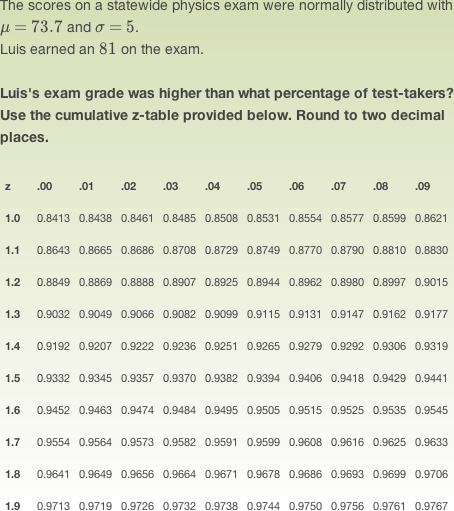 The scores on a statewide physics exam were normally distributed with
μ = 73.7 and σ = 5.
Luis earned an 81 on the exam.
Luis's exam grade was higher than what percentage of test-takers?
Use the cumulative z-table provided below. Round to two decimal
places.
z .00 .01 .02 .03 .04 .05 .06 .07 .08 .09
1.0 0.8413 0.8438 0.8461 0.8485 0.8508 0.8531 0.8554 0.8577 0.8599 0.8621
1.1 0.8643 0.8665 0.8686 0.8708 0.8729 0.8749 0.8770 0.8790 0.8810 0.8830
1.2 0.8849 0.8869 0.8888 0.8907 0.8925 0.8944 0.8962 0.8980 0.8997 0.9015
1.3 0.9032 0.9049 0.9066 0.9082 0.9099 0.9115 0.9131 0.9147 0.9162 0.9177
1.4 0.9192 0.9207 0.9222 0.9236 0.9251 0.9265 0.9279 0.9292 0.9306 0.9319
1.5 0.9332 0.9345 0.9357 0.9370 0.9382 0.9394 0.9406 0.9418 0.9429 0.9441
1.6 0.9452 0.9463 0.9474 0.9484 0.9495 0.9505 0.9515 0.9525 0.9535 0.9545
1.7 0.9554 0.9564 0.9573 0.9582 0.9591 0.9599 0.9608 0.9616 0.9625 0.9633
1.8 0.9641 0.9649 0.9656 0.9664 0.9671 0.9678 0.9686 0.9693 0.9699 0.9706
1.9 0.9713 0.9719 0.9726 0.9732 0.9738 0.9744 0.9750 0.9756 0.9761 0.9767